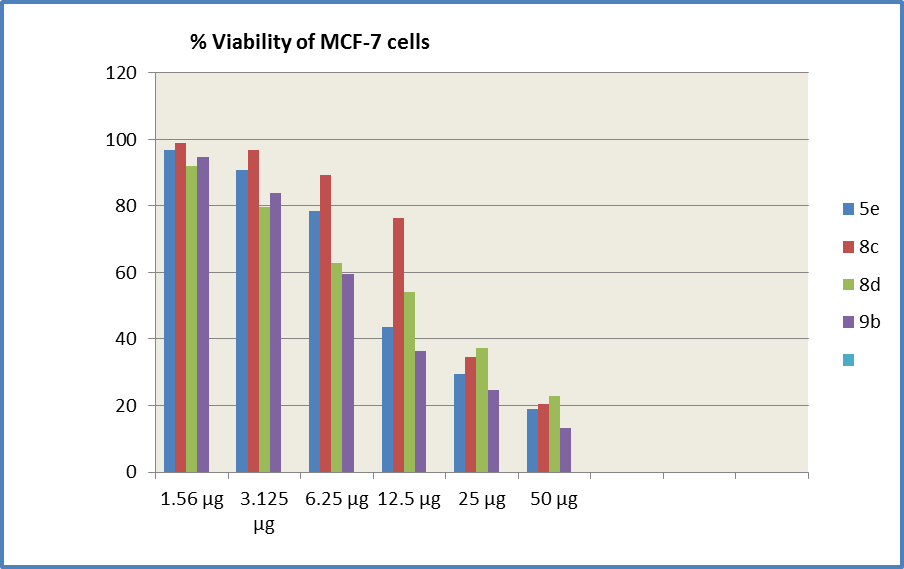 % Viability of MCF-7 cells
120
100
80
60
40
20
0
1.56 µg 3.125 µg 6.25 µg 12.5 µg 25 µg 50 µg
5e
8c
8d
9b